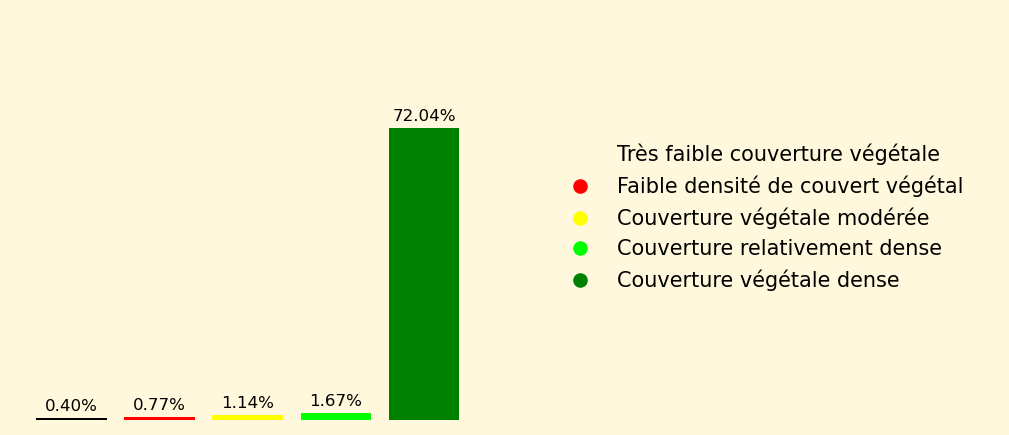 72.04%
0.40%
0.77%
1.14%
1.67%
Très faible couverture végétale
Faible densité de couvert végétal
Couverture végétale modérée
Couverture relativement dense
Couverture végétale dense